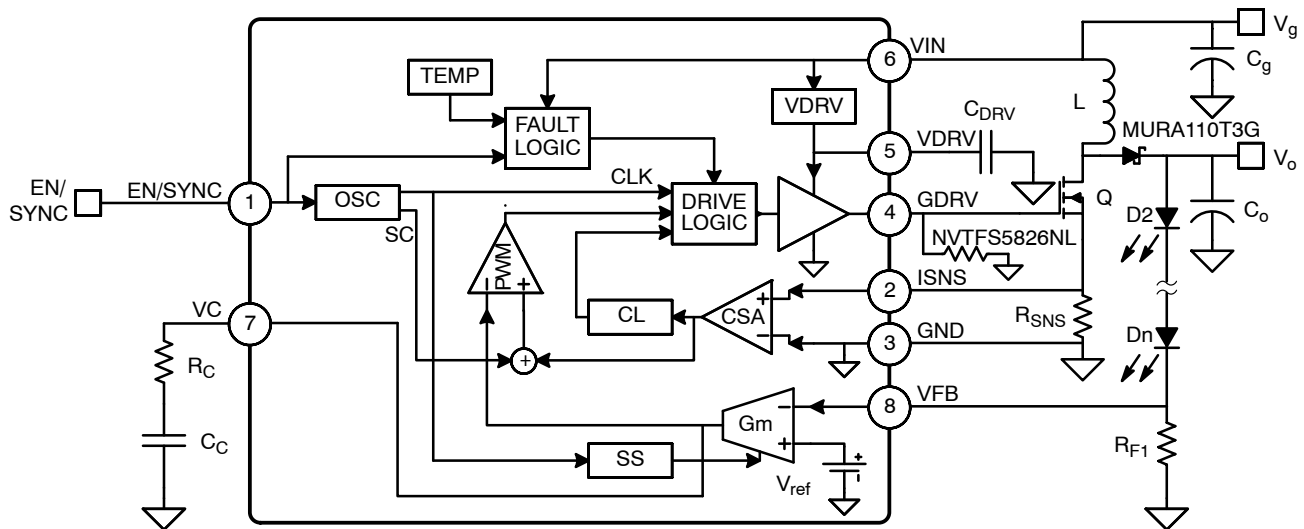 VIN
6
V_g
C_g
TEMP
L
VDRV
C_DRV
FAULT
LOGIC
MURA110T3G
5
VDRV
V_o
EN/
SYNC
EN/SYNC
1
OSC
CLK
DRIVE
LOGIC
4
GDRV
Q
D2
C_o
SC
NVTFS5826NL
PWM
− +
2
ISNS
VC
7
CL
CSA
+
−
R_SNS
3
GND
Dn
R_C
+
8
VFB
C_C
Gm
−
+
R_F1
SS
V_ref
+
-